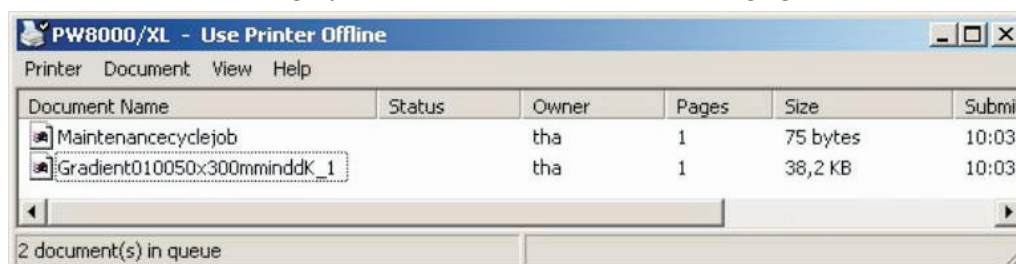 PW8000/XL - Use Printer Offline
Printer Document View Help
Document Name Status Owner Pages Size Submi
Maintenancecyclejob tha 1 75 bytes 10:03
Gradient010050x300mminddK_1 tha 1 38,2 KB 10:03
2 document(s) in queue